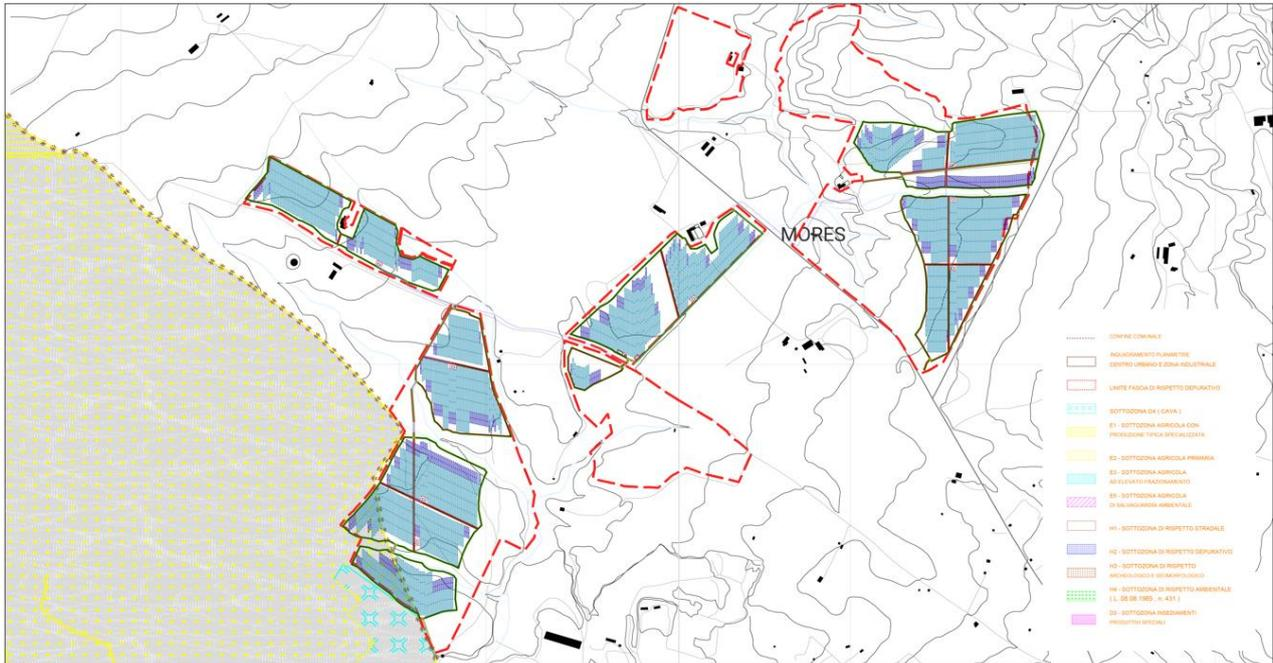 MÓRES
CONFINE COMUNALE
INQUADRAMENTO PLANIMETRIE
CENTRO URBANO E ZONA INDUSTRIALE
LIMITE FASCIA DI RISPETTO DEPURATIVO
SOTTOZONA D4 ( CAVA )
E1 - SOTTOZONA AGRICOLA CON
PRODUZIONE TIPICA SPECIALIZZATA
E2 - SOTTOZONA AGRICOLA PRIMARIA
E3 - SOTTOZONA AGRICOLA
AD ELEVATO FRAZIONAMENTO
E5 - SOTTOZONA AGRICOLA
DI SALVAGUARDIA AMBIENTALE
H1 - SOTTOZONA DI RISPETTO STRADALE
H2 - SOTTOZONA DI RISPETTO DEPURATIVO
H3 - SOTTOZONA DI RISPETTO
ARCHEOLOGICO E GEOMORFOLOGICO
H4 - SOTTOZONA DI RISPETTO AMBIENTALE
( L. 08.08.1985 , n. 431 )
D3 - SOTTOZONA INSEDIAMENTI
PRODUTTIVI SPECIALI